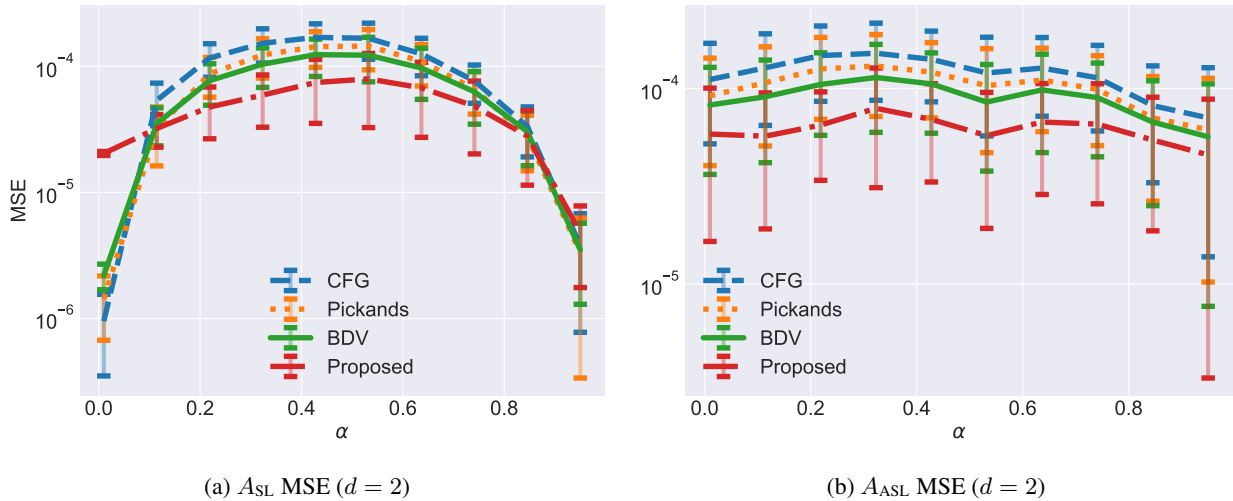 MSE
10⁻⁴
10⁻⁵
10⁻⁶
CFG
Pickands
BDV
Proposed
0.0 0.2 0.4 0.6 0.8
α
(a) A_SL MSE (d = 2)
10⁻⁴
10⁻⁵
CFG
Pickands
BDV
Proposed
0.0 0.2 0.4 0.6 0.8
α
(b) A_ASL MSE (d = 2)